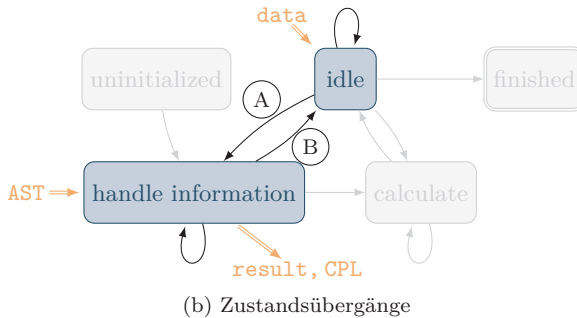 data
uninitialized
idle
finished
A
B
AST
handle information
calculate
result, CPL
(b) Zustandsübergänge